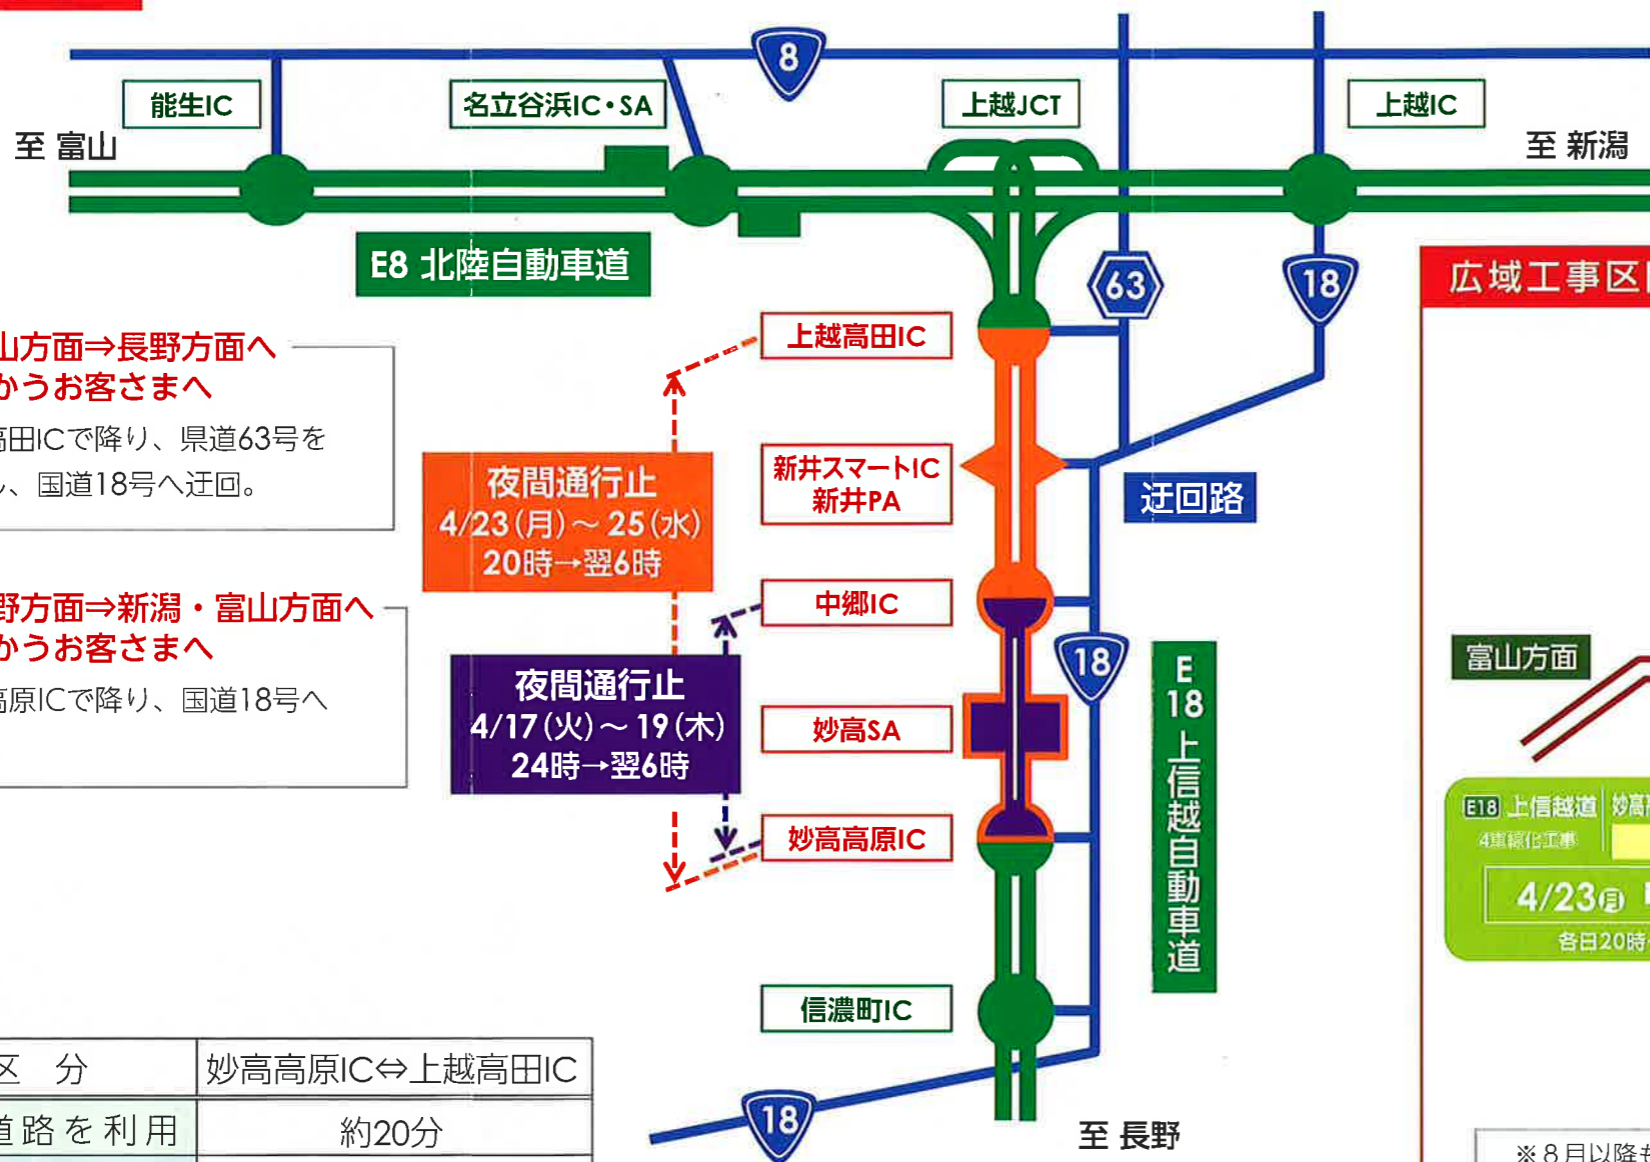 8
能生IC
名立谷浜IC・SA
上越JCT
上越IC
至 富山
至 新潟
E8 北陸自動車道
63
18
広域工事区
山方面⇒長野方面へ
かうお客さまへ
高田ICで降り、県道63号を
し、国道18号へ迂回。
上越高田IC
夜間通行止
4/23(月)～25(水)
20時→翌6時
新井スマートIC
新井PA
迂回路
野方面⇒新潟・富山方面へ
かうお客さまへ
高原ICで降り、国道18号へ
中郷IC
夜間通行止
4/17(火)～19(木)
24時→翌6時
妙高SA
18
E18 上信越自動車道
妙高高原IC
富山方面
E18 上信越道 妙高
4車線化工事
4/23月
各日20時
信濃町IC
区 分
妙高高原IC⇔上越高田IC
道路を利用
約20分
18
至 長野
※8月以降も